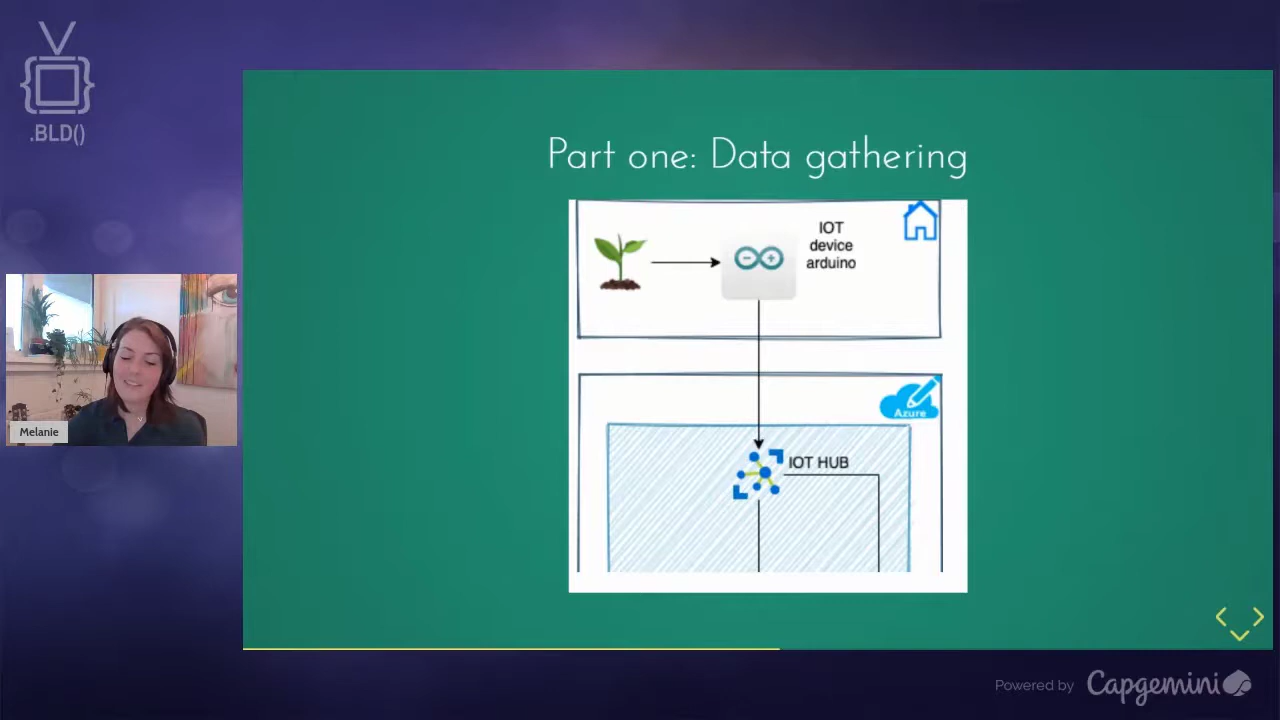 .BLD()
Part one: Data gathering
IOT
device
arduino
Azure
IOT HUB
Melanie
Powered by Capgemini